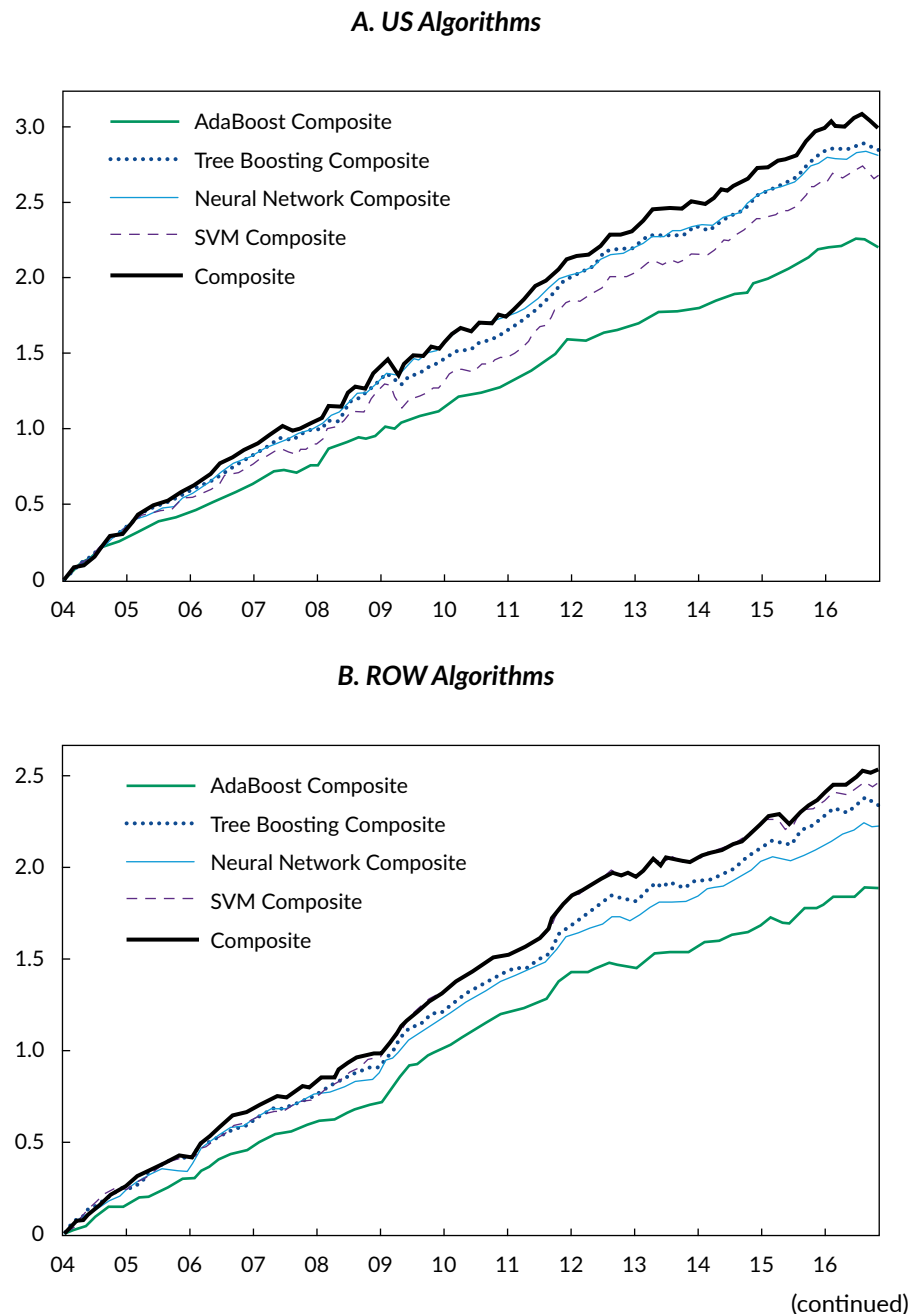 A. US Algorithms
3.0
2.5
2.0
1.5
1.0
0.5
0
AdaBoost Composite
Tree Boosting Composite
Neural Network Composite
SVM Composite
Composite
04 05 06 07 08 09 10 11 12 13 14 15 16
B. ROW Algorithms
2.5
2.0
1.5
1.0
0.5
0
AdaBoost Composite
Tree Boosting Composite
Neural Network Composite
SVM Composite
Composite
04 05 06 07 08 09 10 11 12 13 14 15 16
(continued)